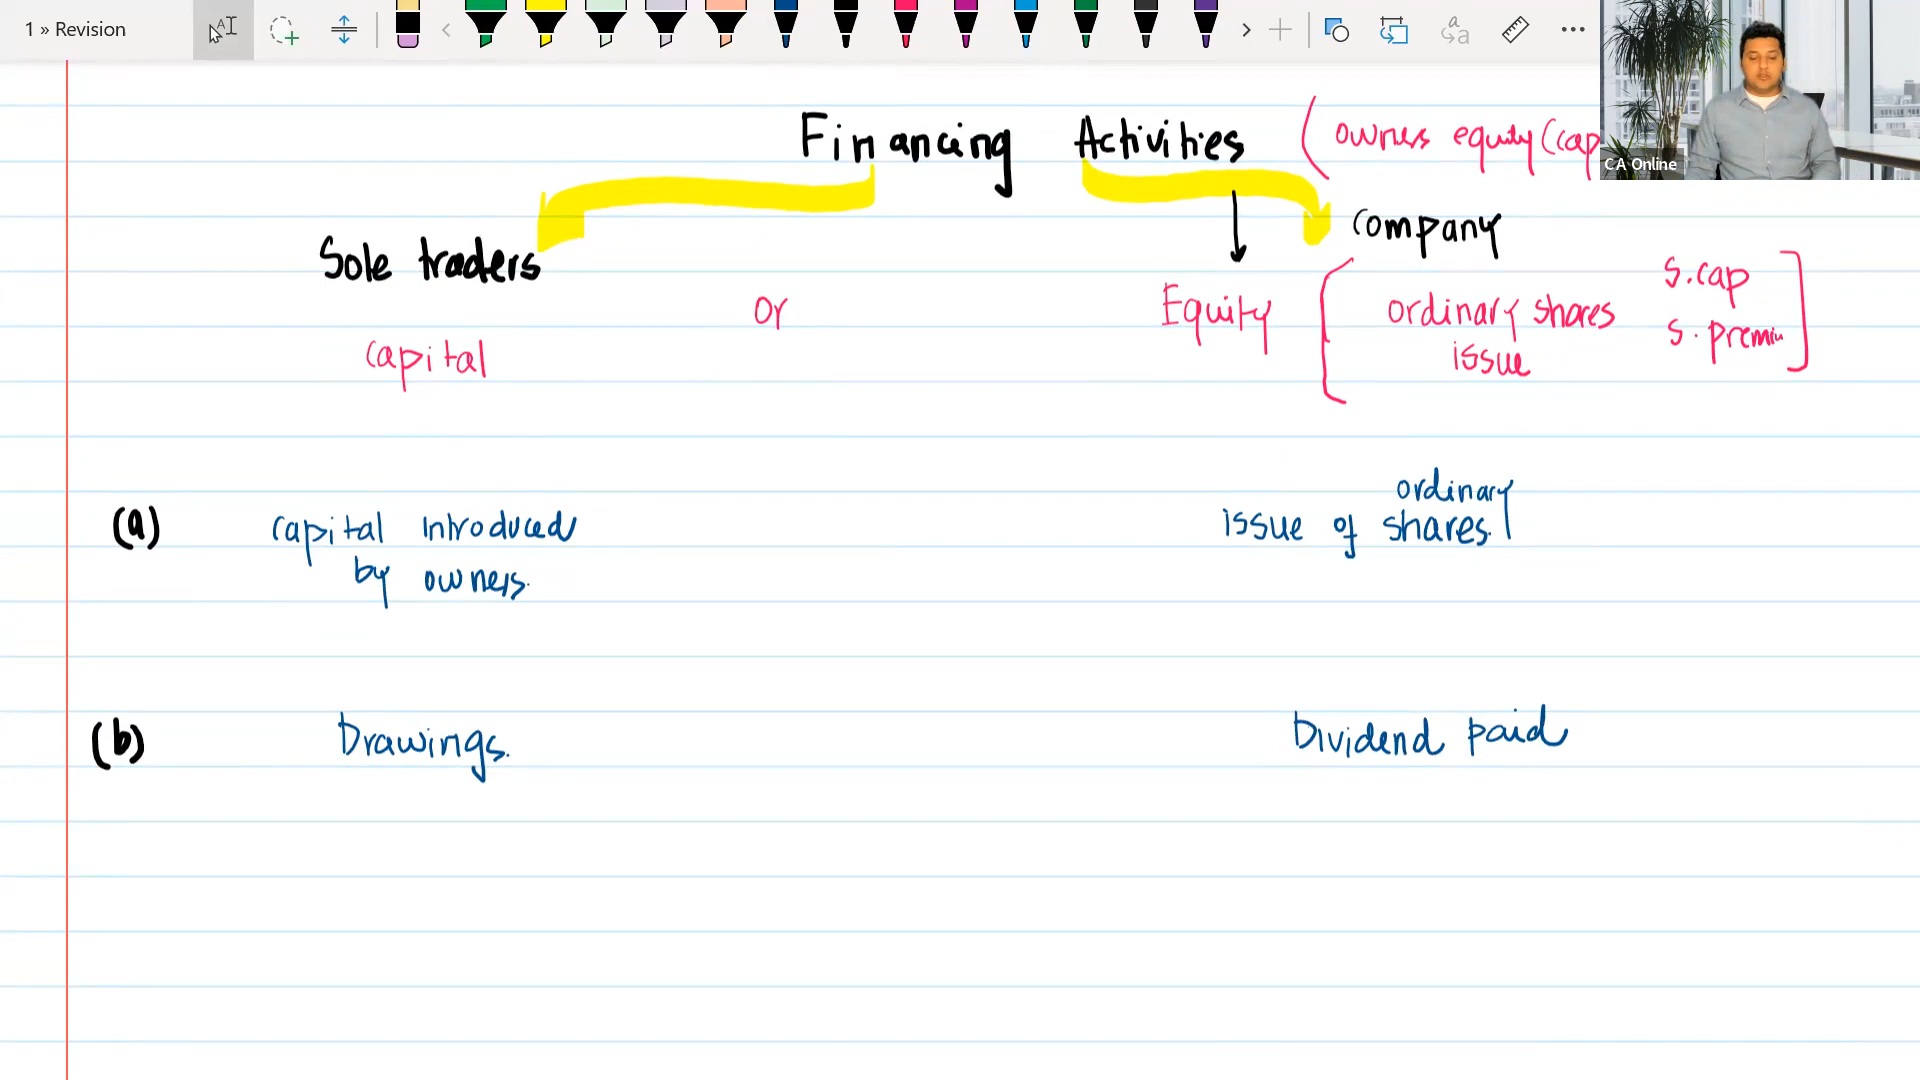 1 » Revision
Financing Activities (owners equity (cap
CA Online
Sole traders
Company
capital
or
Equity
ordinary shares
issue
s.cap
s.premiu
(a)
capital introduced
by owners.
ordinary
issue of shares.
(b)
Drawings.
Dividend paid